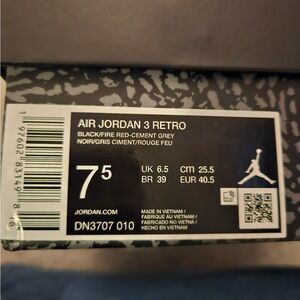 AIR JORDAN 3 RETRO
BLACK/FIRE RED-CEMENT GREY
NOIR/GRIS CIMENT/ROUGE FEU
7 5
UK 6.5 CM 25.5
BR 39 EUR 40.5
JORDAN.COM
DN3707 010
MADE IN VIETNAM /
FABRIQUE AU VIETNAM /
FABRICADO NO VIETNA /
HECHO EN VIETNAM